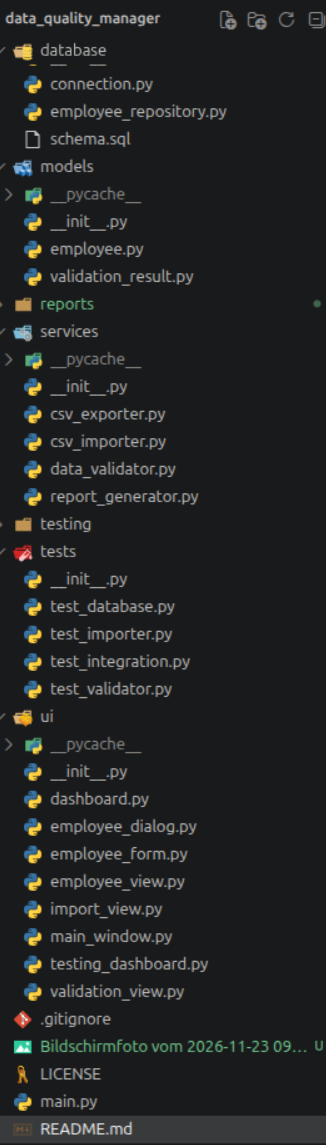 data_quality_manager
database
connection.py
employee_repository.py
schema.sql
models
__pycache__
__init__.py
employee.py
validation_result.py
reports
services
__pycache__
__init__.py
csv_exporter.py
csv_importer.py
data_validator.py
report_generator.py
testing
tests
__init__.py
test_database.py
test_importer.py
test_integration.py
test_validator.py
ui
__pycache__
__init__.py
dashboard.py
employee_dialog.py
employee_form.py
employee_view.py
import_view.py
main_window.py
testing_dashboard.py
validation_view.py
.gitignore
Bildschirmfoto vom 2026-11-23 09... U
LICENSE
main.py
README.md